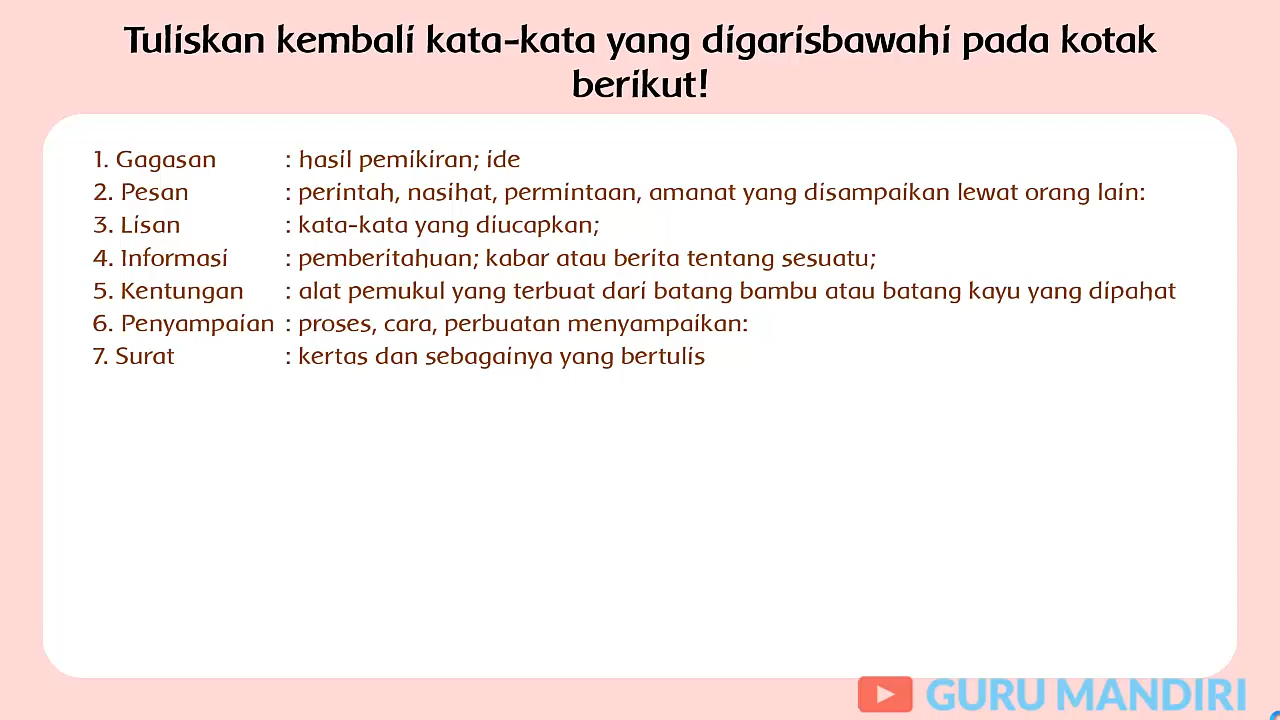 Tuliskan kembali kata-kata yang digarisbawahi pada kotak
berikut!
1. Gagasan : hasil pemikiran; ide
2. Pesan : perintah, nasihat, permintaan, amanat yang disampaikan lewat orang lain:
3. Lisan : kata-kata yang diucapkan;
4. Informasi : pemberitahuan; kabar atau berita tentang sesuatu;
5. Kentungan : alat pemukul yang terbuat dari batang bambu atau batang kayu yang dipahat
6. Penyampaian : proses, cara, perbuatan menyampaikan:
7. Surat : kertas dan sebagainya yang bertulis
GURU MANDIRI